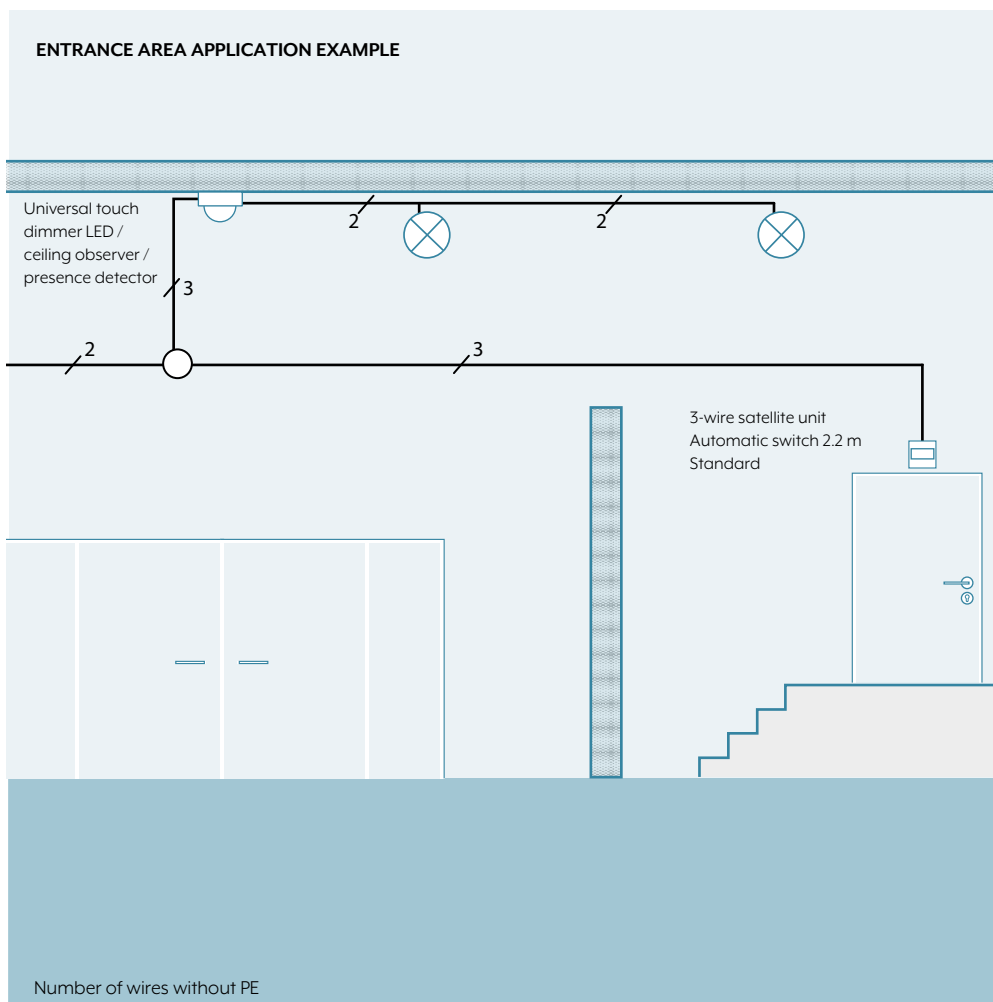 ENTRANCE AREA APPLICATION EXAMPLE
Universal touch
dimmer LED /
ceiling observer /
presence detector
2
2
3
2
3
3-wire satellite unit
Automatic switch 2.2 m
Standard
Number of wires without PE